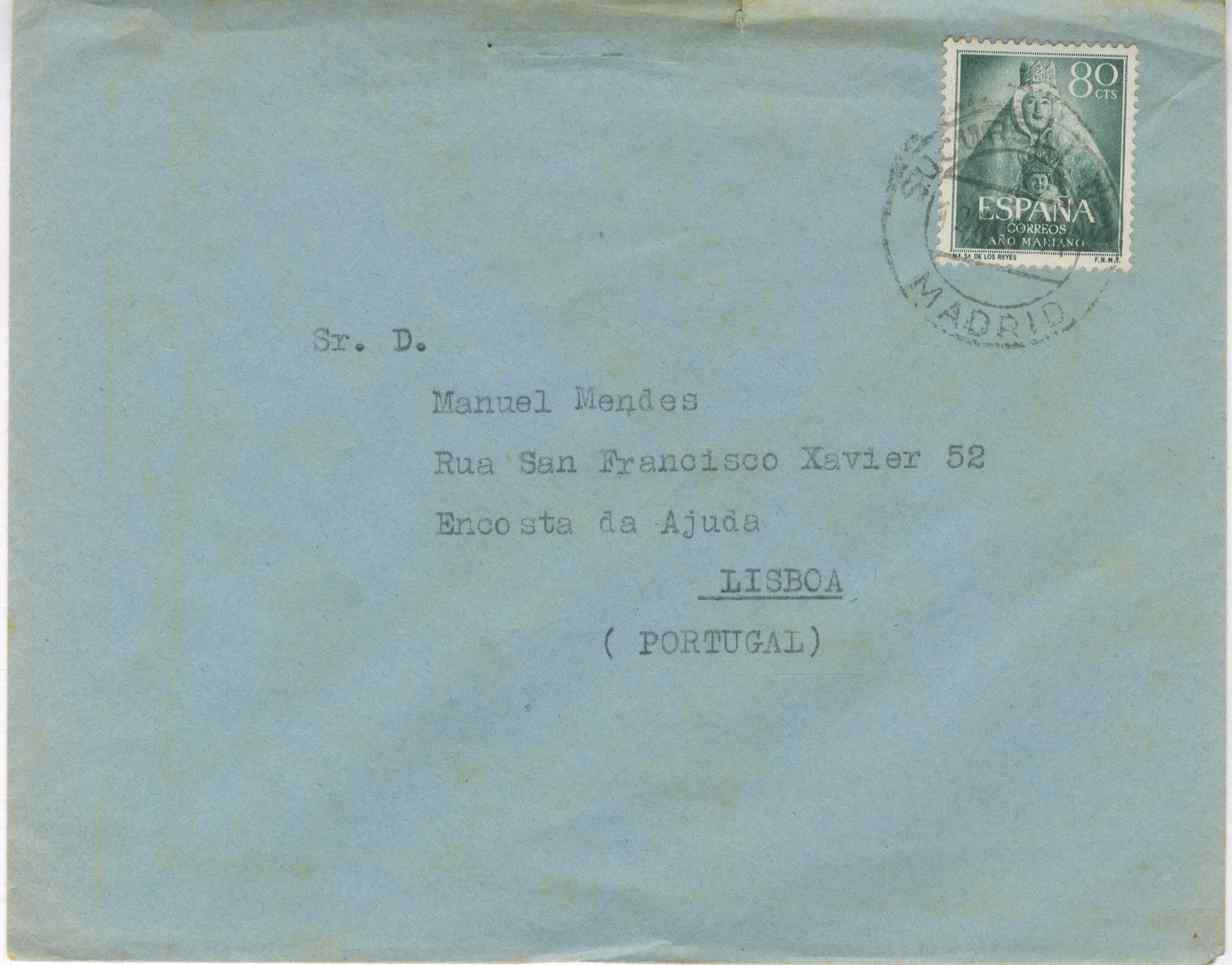 80
CTS
ESPAÑA
CORREOS
AÑO MARIANO
Nª. Sª. DE LOS REYES F.N.M.T.
MADRID
Sr. D.
Manuel Mendes
Rua San Francisco Xavier 52
Encosta da Ajuda
LISBOA
( PORTUGAL)